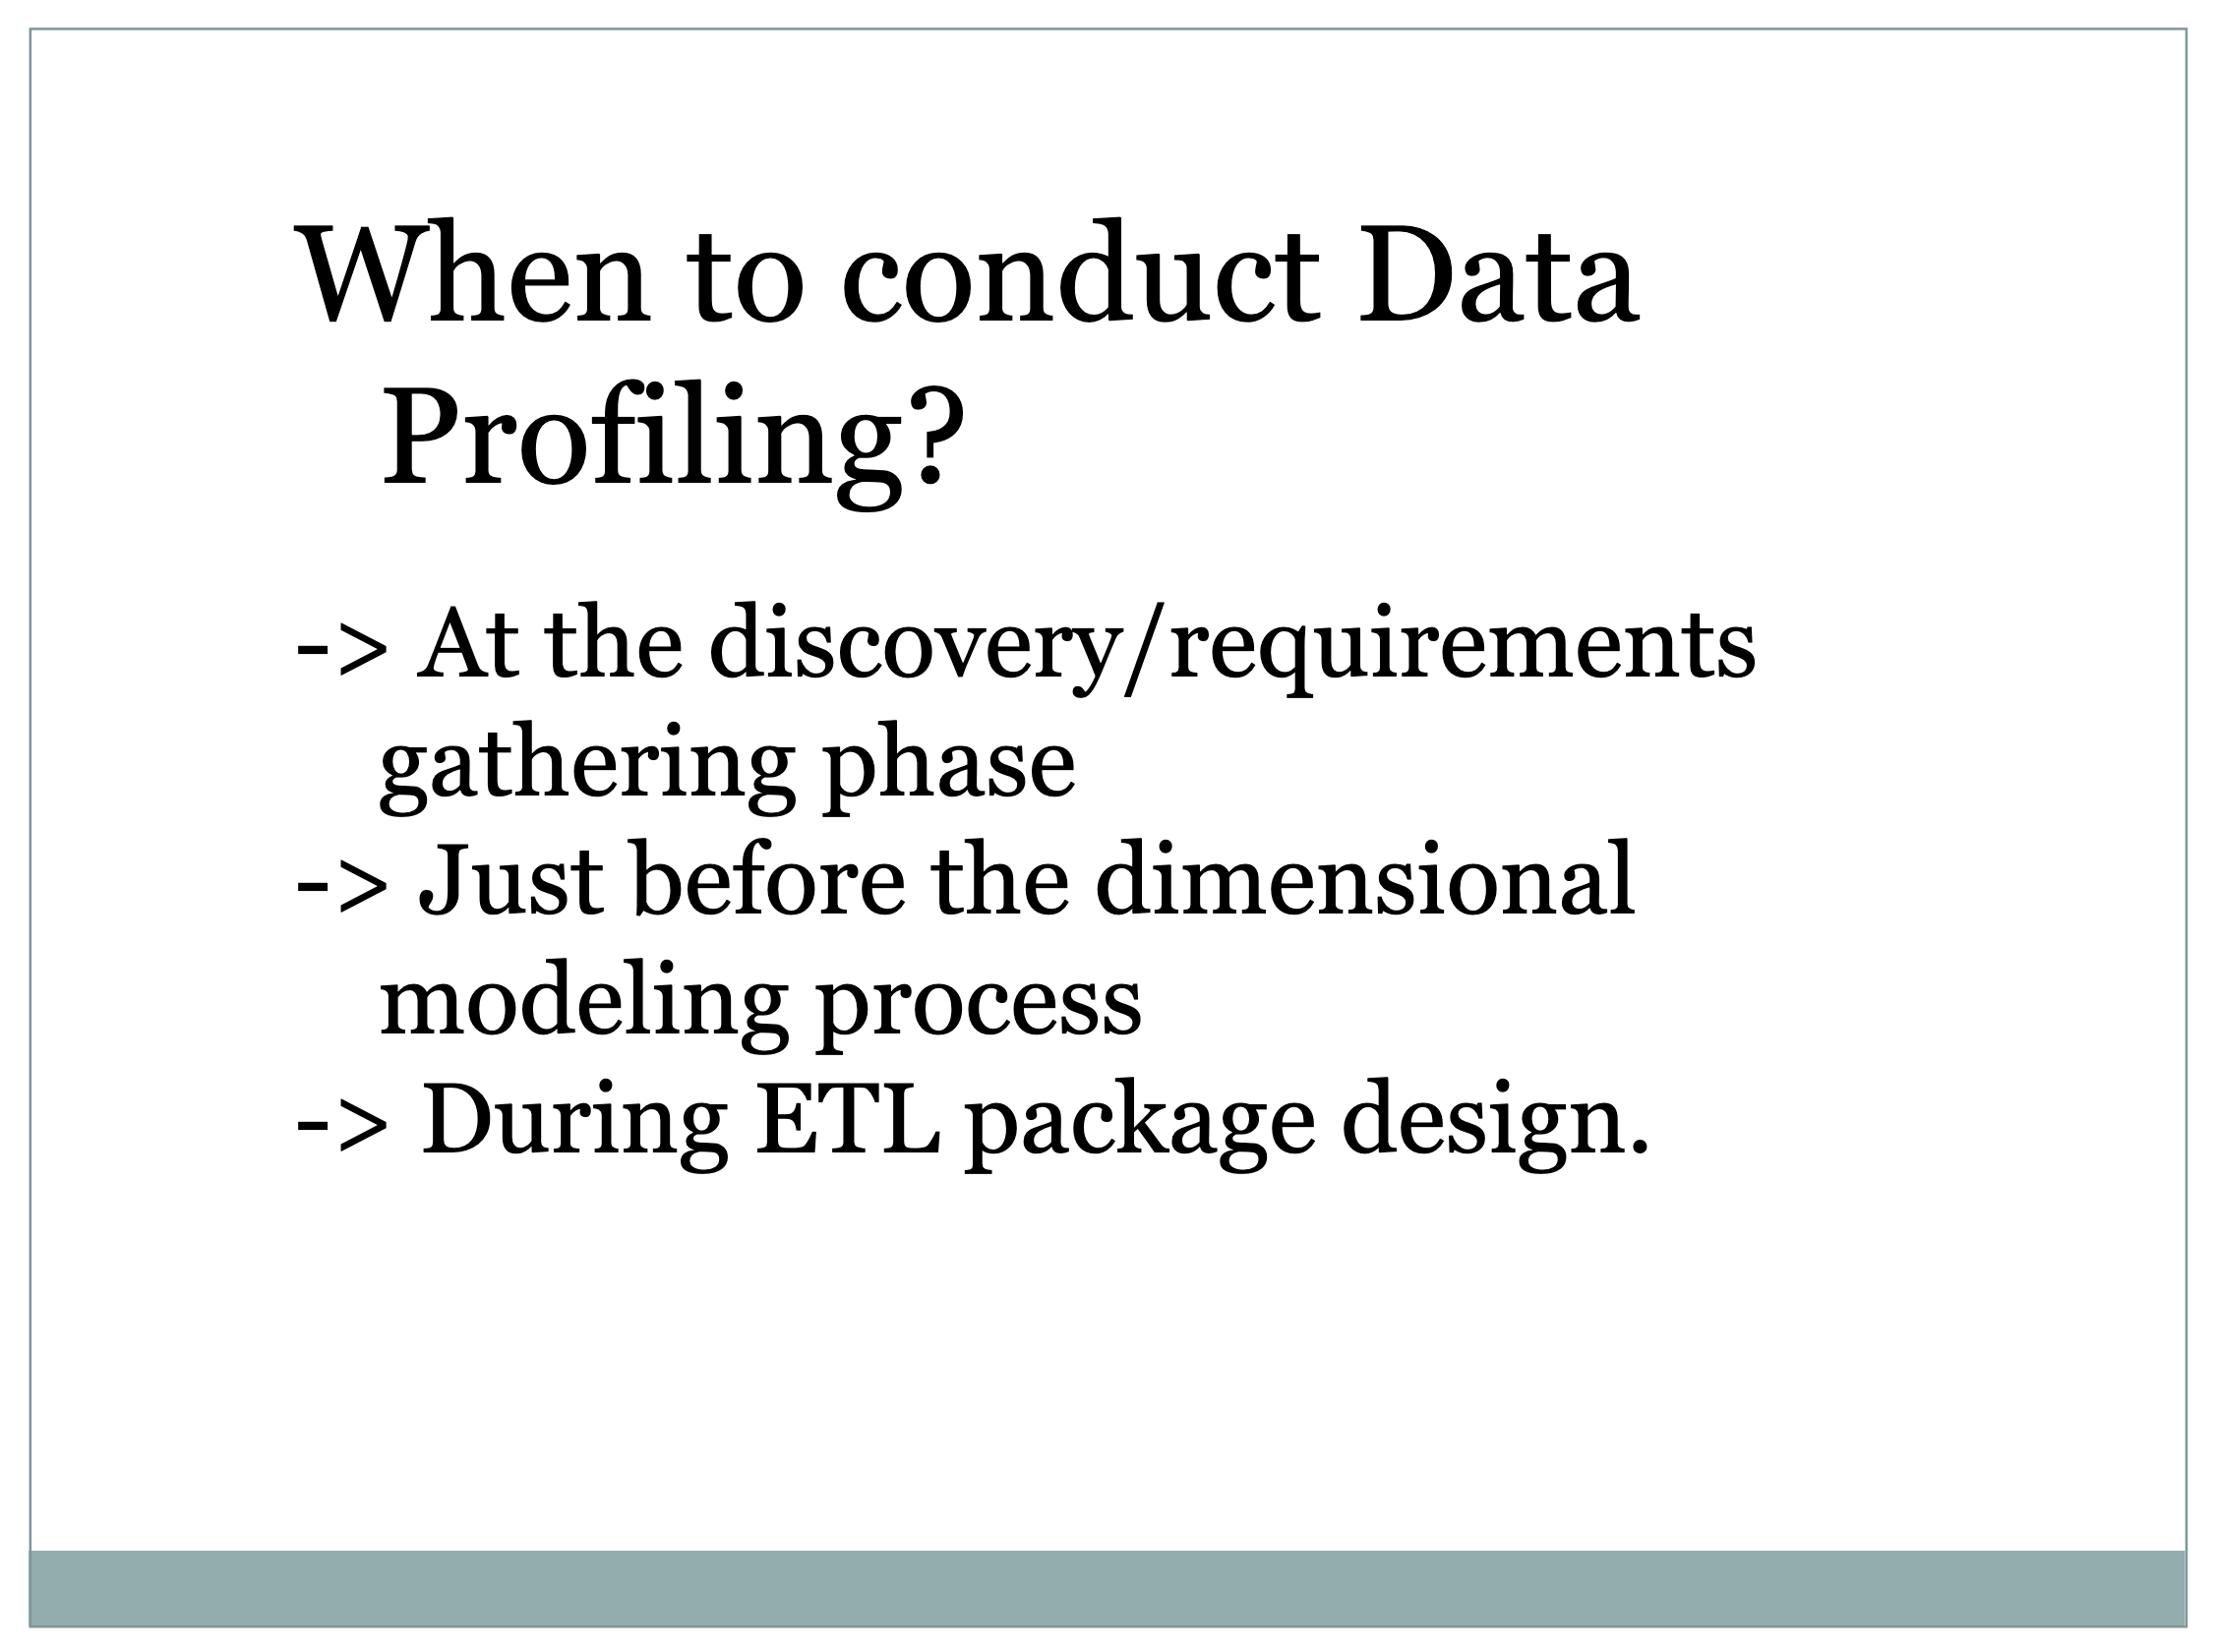 When to conduct Data
Profiling?
-> At the discovery/requirements
gathering phase
-> Just before the dimensional
modeling process
-> During ETL package design.